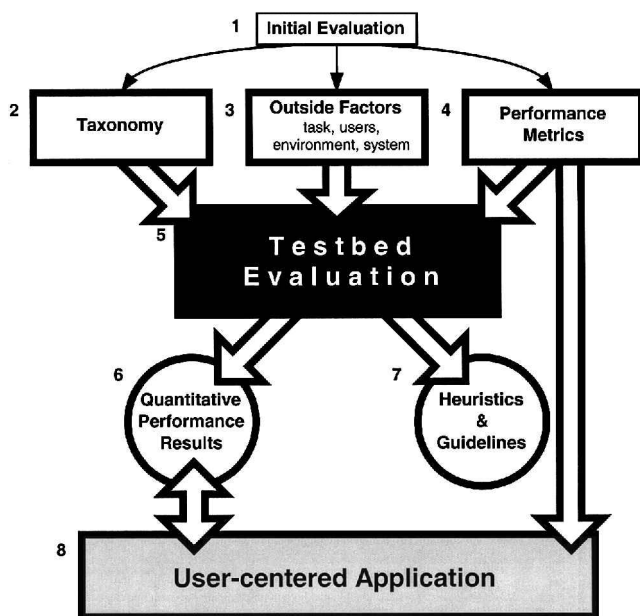 1
Initial Evaluation
2
Taxonomy
3
Outside Factors
task, users,
environment, system
4
Performance
Metrics
5
Testbed
Evaluation
6
Quantitative
Performance
Results
7
Heuristics
&
Guidelines
8
User-centered Application